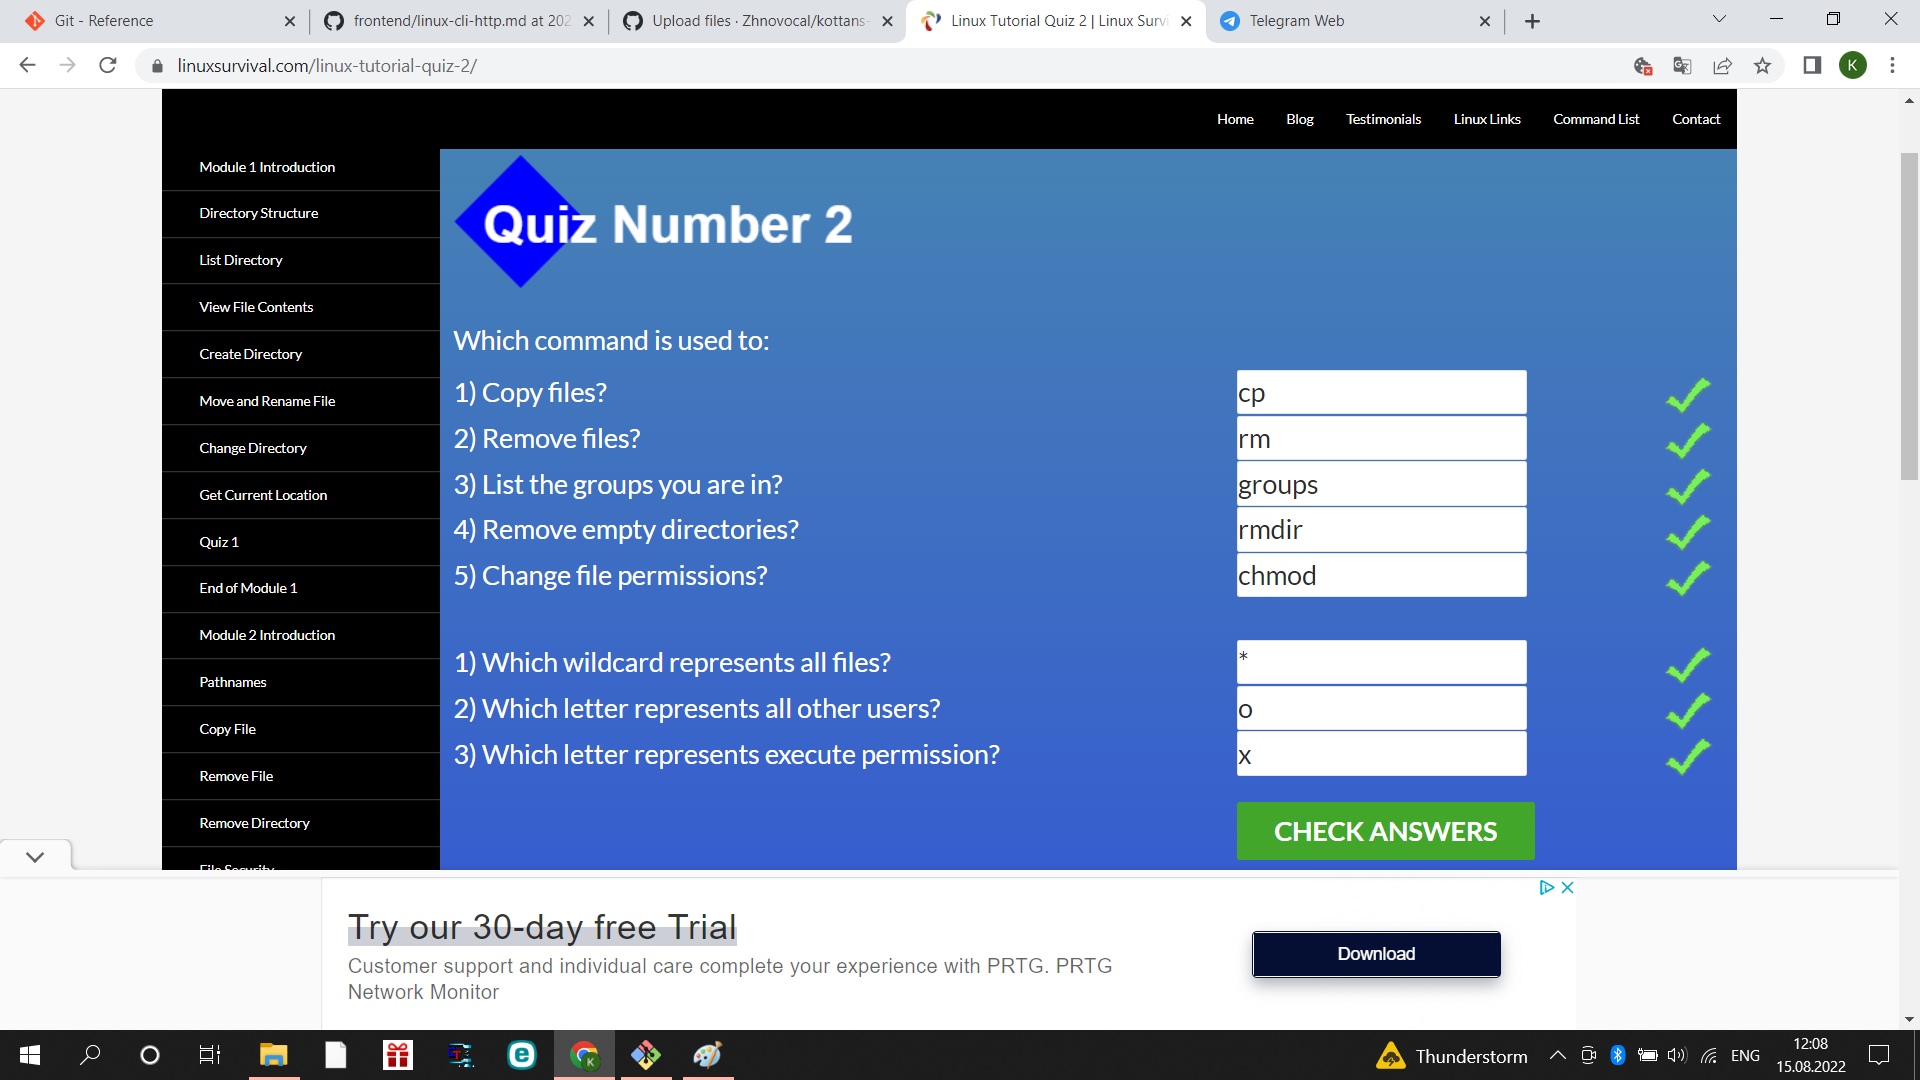 Git - Reference
frontend/linux-cli-http.md at 202
Upload files · Zhnovocal/kottans-
Linux Tutorial Quiz 2 | Linux Survi
Telegram Web
linuxsurvival.com/linux-tutorial-quiz-2/
K
Home
Blog
Testimonials
Linux Links
Command List
Contact
Module 1 Introduction
Directory Structure
List Directory
View File Contents
Create Directory
Move and Rename File
Change Directory
Get Current Location
Quiz 1
End of Module 1
Module 2 Introduction
Pathnames
Copy File
Remove File
Remove Directory
File Security
Quiz Number 2
Which command is used to:
1) Copy files?
cp
2) Remove files?
rm
3) List the groups you are in?
groups
4) Remove empty directories?
rmdir
5) Change file permissions?
chmod
1) Which wildcard represents all files?
*
2) Which letter represents all other users?
o
3) Which letter represents execute permission?
x
CHECK ANSWERS
Try our 30-day free Trial
Customer support and individual care complete your experience with PRTG. PRTG
Network Monitor
Download
Thunderstorm
ENG
12:08
15.08.2022